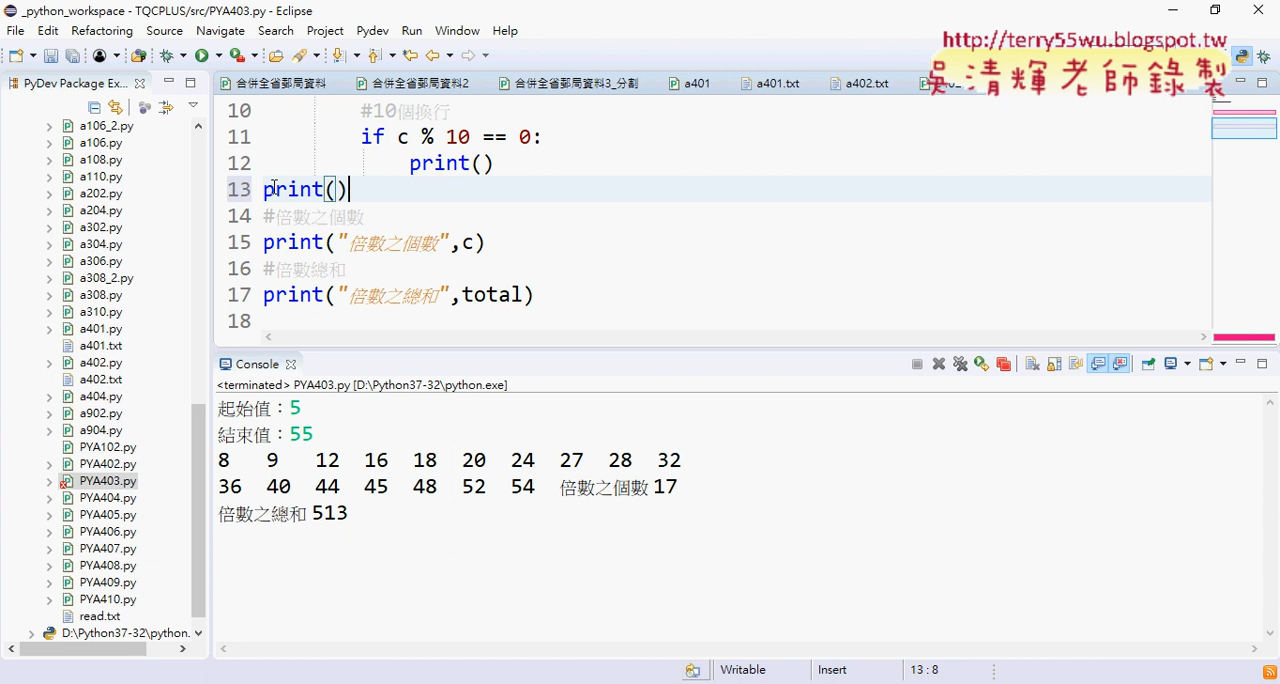 _python_workspace - TQCPLUS/src/PYA403.py - Eclipse
File Edit Refactoring Source Navigate Search Project Pydev Run Window Help
http://terry55wu.blogspot.tw
吳清輝老師錄製
PyDev Package Ex...
合併全省郵局資料 合併全省郵局資料2 合併全省郵局資料3_分割 a401 a401.txt a402.txt
a106_2.py
a106.py
a108.py
a110.py
a202.py
a204.py
a302.py
a304.py
a306.py
a308_2.py
a308.py
a310.py
a401.py
a401.txt
a402.py
a402.txt
a404.py
a902.py
a904.py
PYA102.py
PYA402.py
PYA403.py
PYA404.py
PYA405.py
PYA406.py
PYA407.py
PYA408.py
PYA409.py
PYA410.py
read.txt
D:\Python37-32\python.
10 #10個換行
11 if c % 10 == 0:
12 print()
13 print()
14 #倍數之個數
15 print("倍數之個數",c)
16 #倍數總和
17 print("倍數之總和",total)
18
Console
<terminated> PYA403.py [D:\Python37-32\python.exe]
起始值：5
結束值：55
8 9 12 16 18 20 24 27 28 32
36 40 44 45 48 52 54 倍數之個數 17
倍數之總和 513
Writable Insert 13 : 8